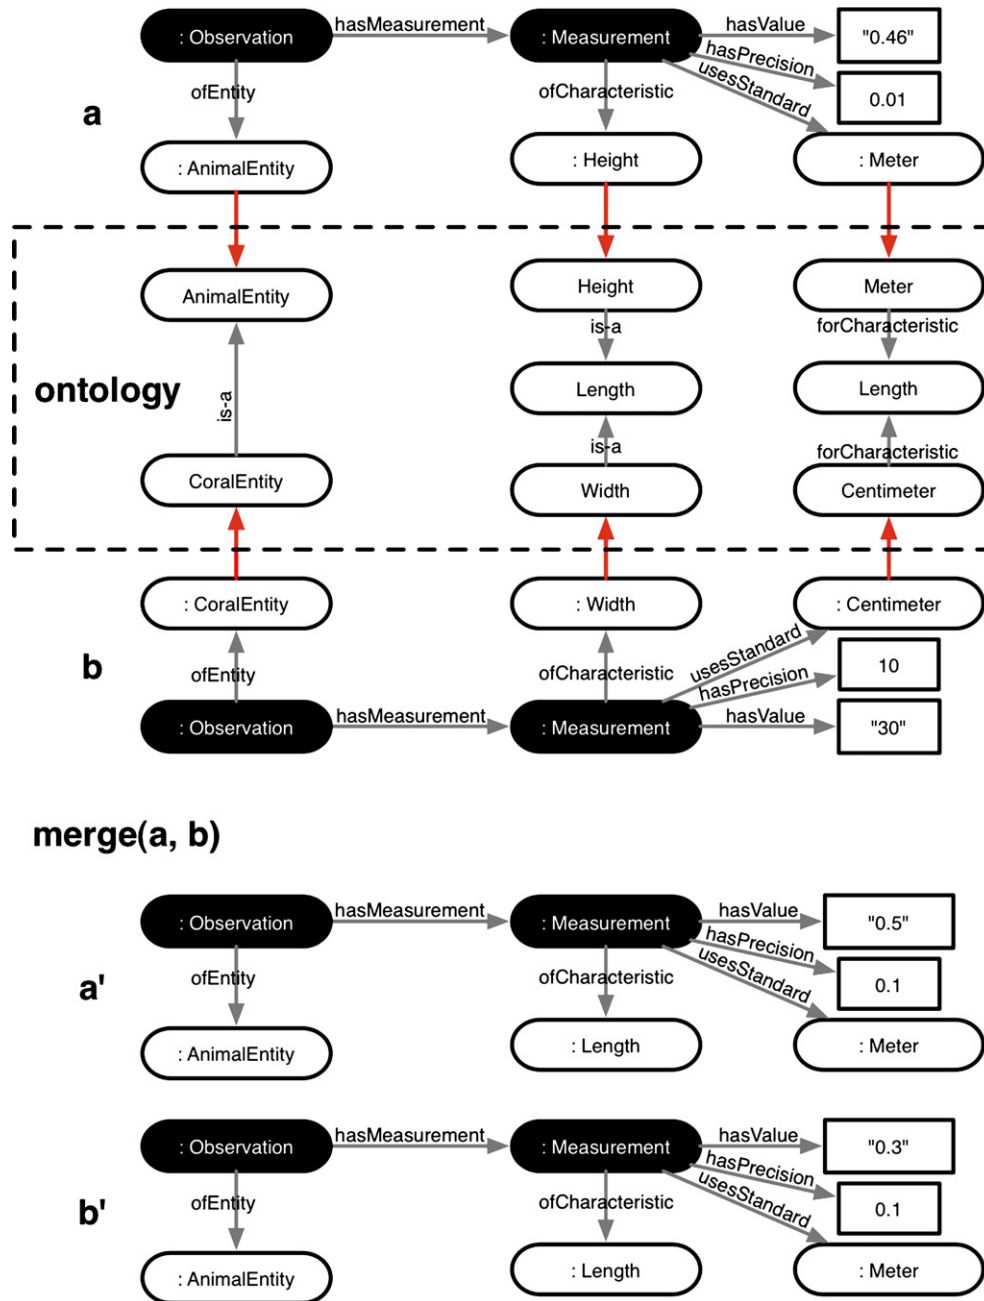 : Observation hasMeasurement : Measurement hasValue "0.46"
hasPrecision
usesStandard
ofEntity ofCharacteristic 0.01
a
: AnimalEntity : Height : Meter
AnimalEntity Height Meter
is-a forCharacteristic
ontology Length Length
is-a
is-a forCharacteristic
CoralEntity Width Centimeter
: CoralEntity : Width : Centimeter
usesStandard
b ofEntity ofCharacteristic hasPrecision 10
: Observation hasMeasurement : Measurement hasValue "30"
merge(a, b)
: Observation hasMeasurement : Measurement hasValue "0.5"
hasPrecision
usesStandard
a' ofEntity ofCharacteristic 0.1
: AnimalEntity : Length : Meter
: Observation hasMeasurement : Measurement hasValue "0.3"
hasPrecision
usesStandard
b' ofEntity ofCharacteristic 0.1
: AnimalEntity : Length : Meter